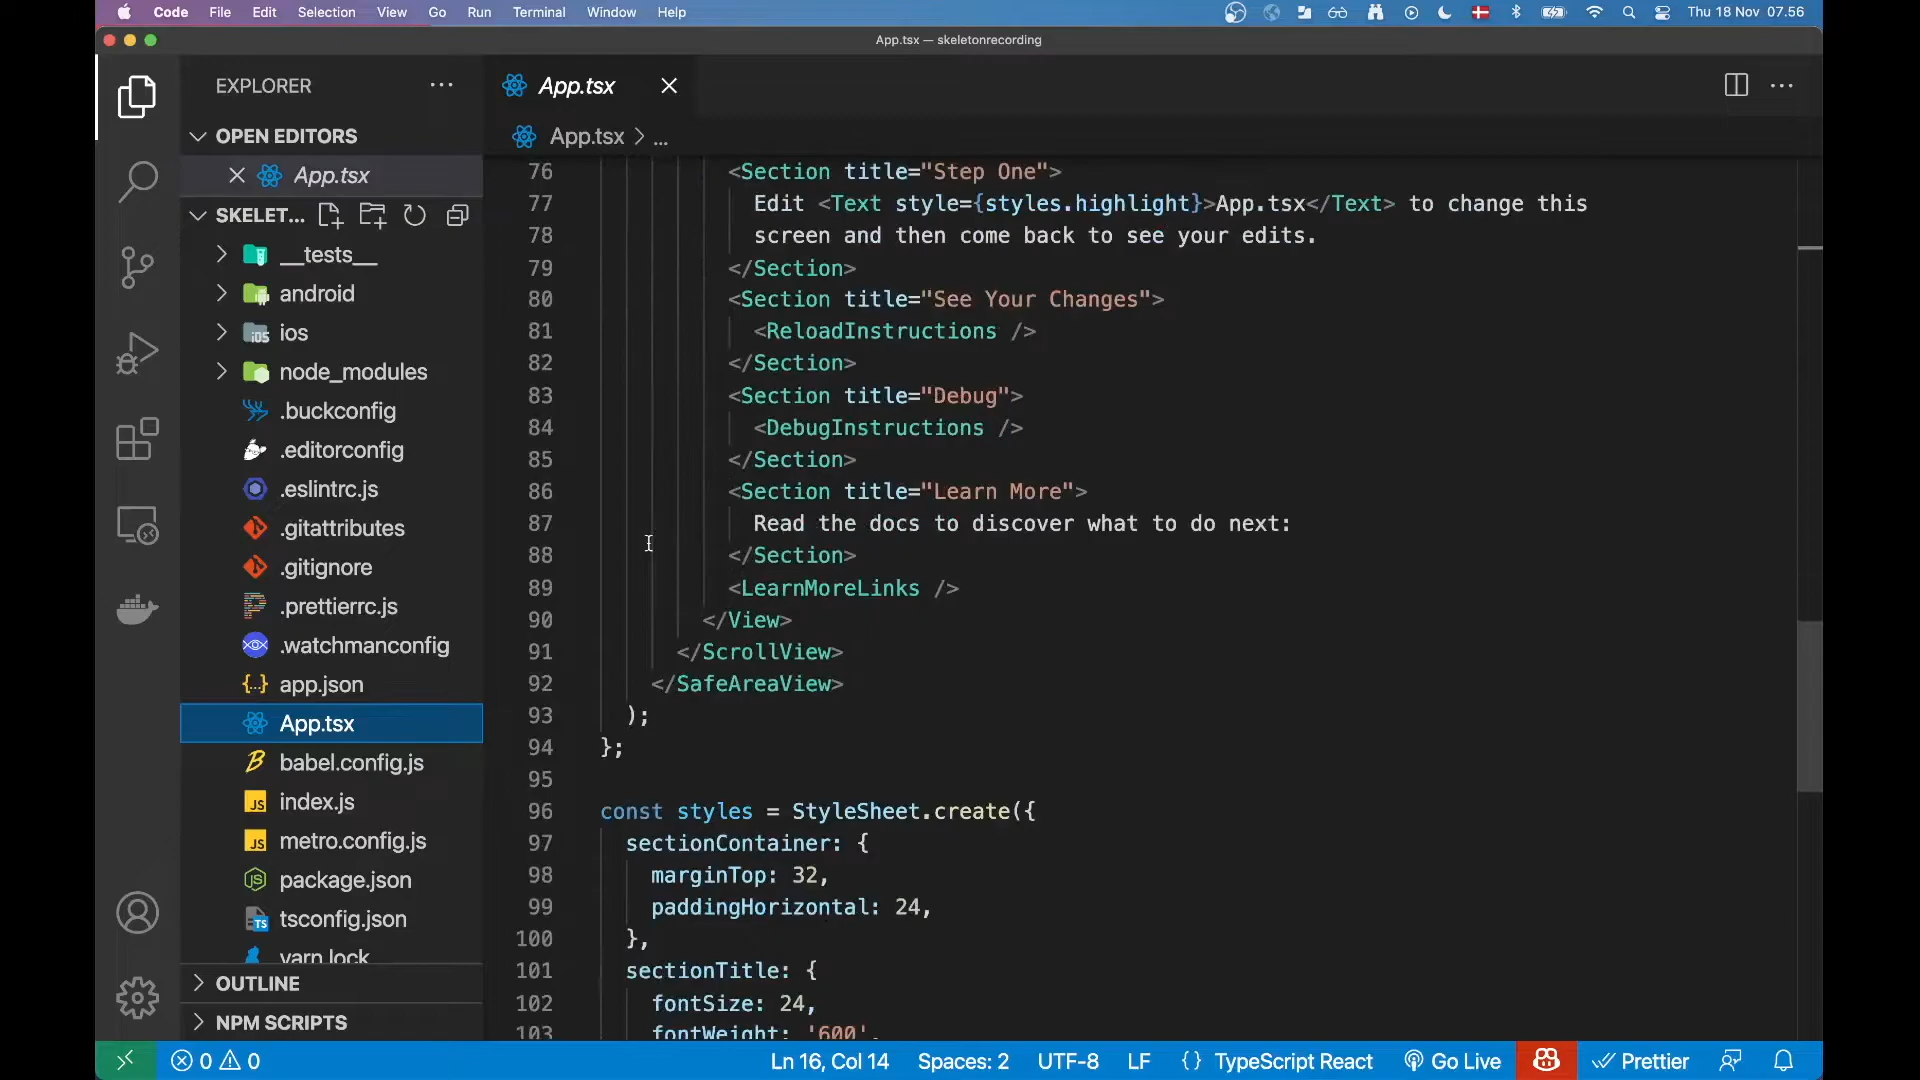 Code File Edit Selection View Go Run Terminal Window Help Thu 18 Nov 07.56
App.tsx — skeletonrecording
EXPLORER
OPEN EDITORS
App.tsx
SKELET...
__tests__
android
ios
node_modules
.buckconfig
.editorconfig
.eslintrc.js
.gitattributes
.gitignore
.prettierrc.js
.watchmanconfig
app.json
App.tsx
babel.config.js
index.js
metro.config.js
package.json
tsconfig.json
yarn.lock
OUTLINE
NPM SCRIPTS
App.tsx
App.tsx > ...
76 <Section title="Step One">
77 Edit <Text style={styles.highlight}>App.tsx</Text> to change this
78 screen and then come back to see your edits.
79 </Section>
80 <Section title="See Your Changes">
81 <ReloadInstructions />
82 </Section>
83 <Section title="Debug">
84 <DebugInstructions />
85 </Section>
86 <Section title="Learn More">
87 Read the docs to discover what to do next:
88 </Section>
89 <LearnMoreLinks />
90 </View>
91 </ScrollView>
92 </SafeAreaView>
93 );
94 };
95
96 const styles = StyleSheet.create({
97 sectionContainer: {
98 marginTop: 32,
99 paddingHorizontal: 24,
100 },
101 sectionTitle: {
102 fontSize: 24,
103 fontWeight: '600',
0 0 Ln 16, Col 14 Spaces: 2 UTF-8 LF {} TypeScript React Go Live Prettier